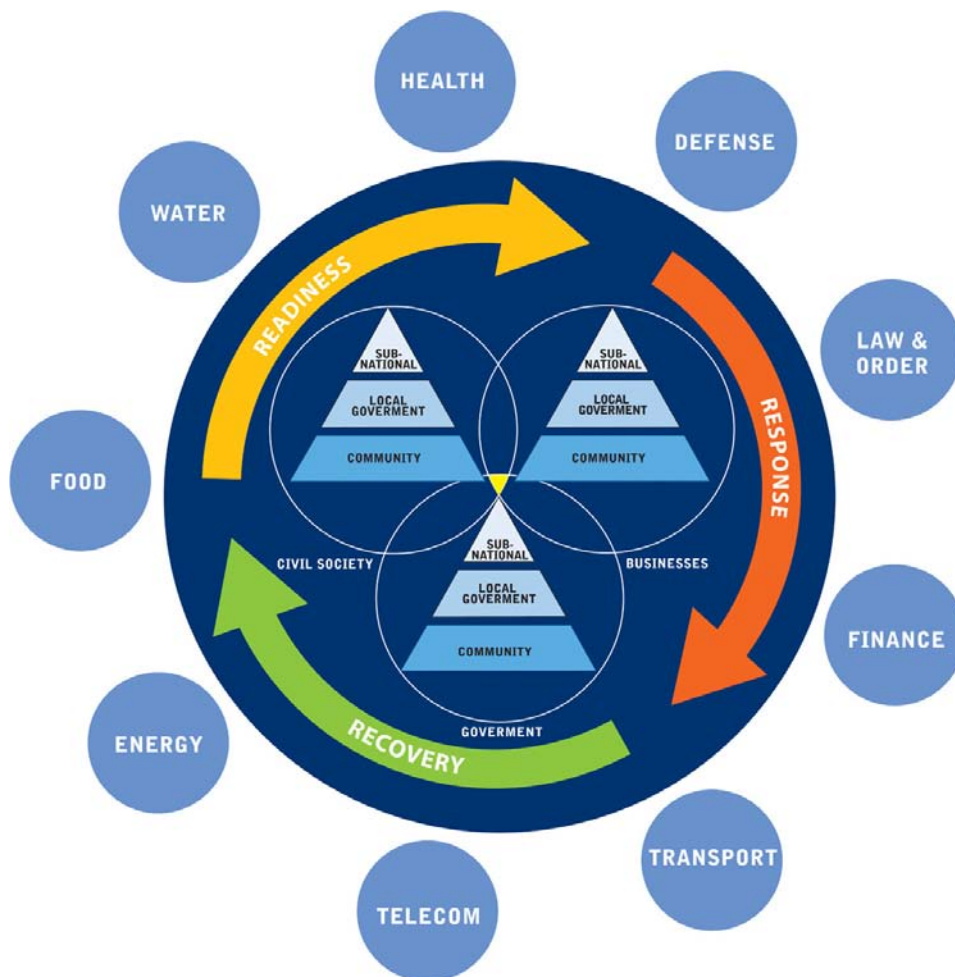 HEALTH
DEFENSE
WATER
LAW &
ORDER
READINESS
RESPONSE
SUB-
NATIONAL
LOCAL
GOVERMENT
COMMUNITY
SUB-
NATIONAL
LOCAL
GOVERMENT
COMMUNITY
FOOD
CIVIL SOCIETY
BUSINESSES
SUB-
NATIONAL
LOCAL
GOVERMENT
COMMUNITY
GOVERMENT
RECOVERY
FINANCE
ENERGY
TRANSPORT
TELECOM